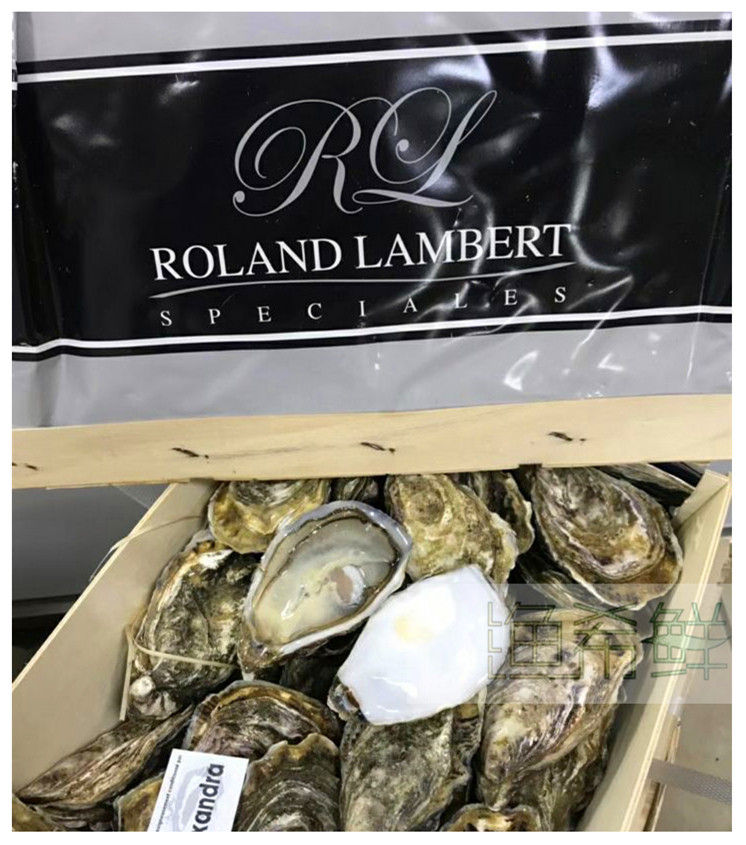 RL
ROLAND LAMBERT
SPECIALES
渔希鲜
xandra